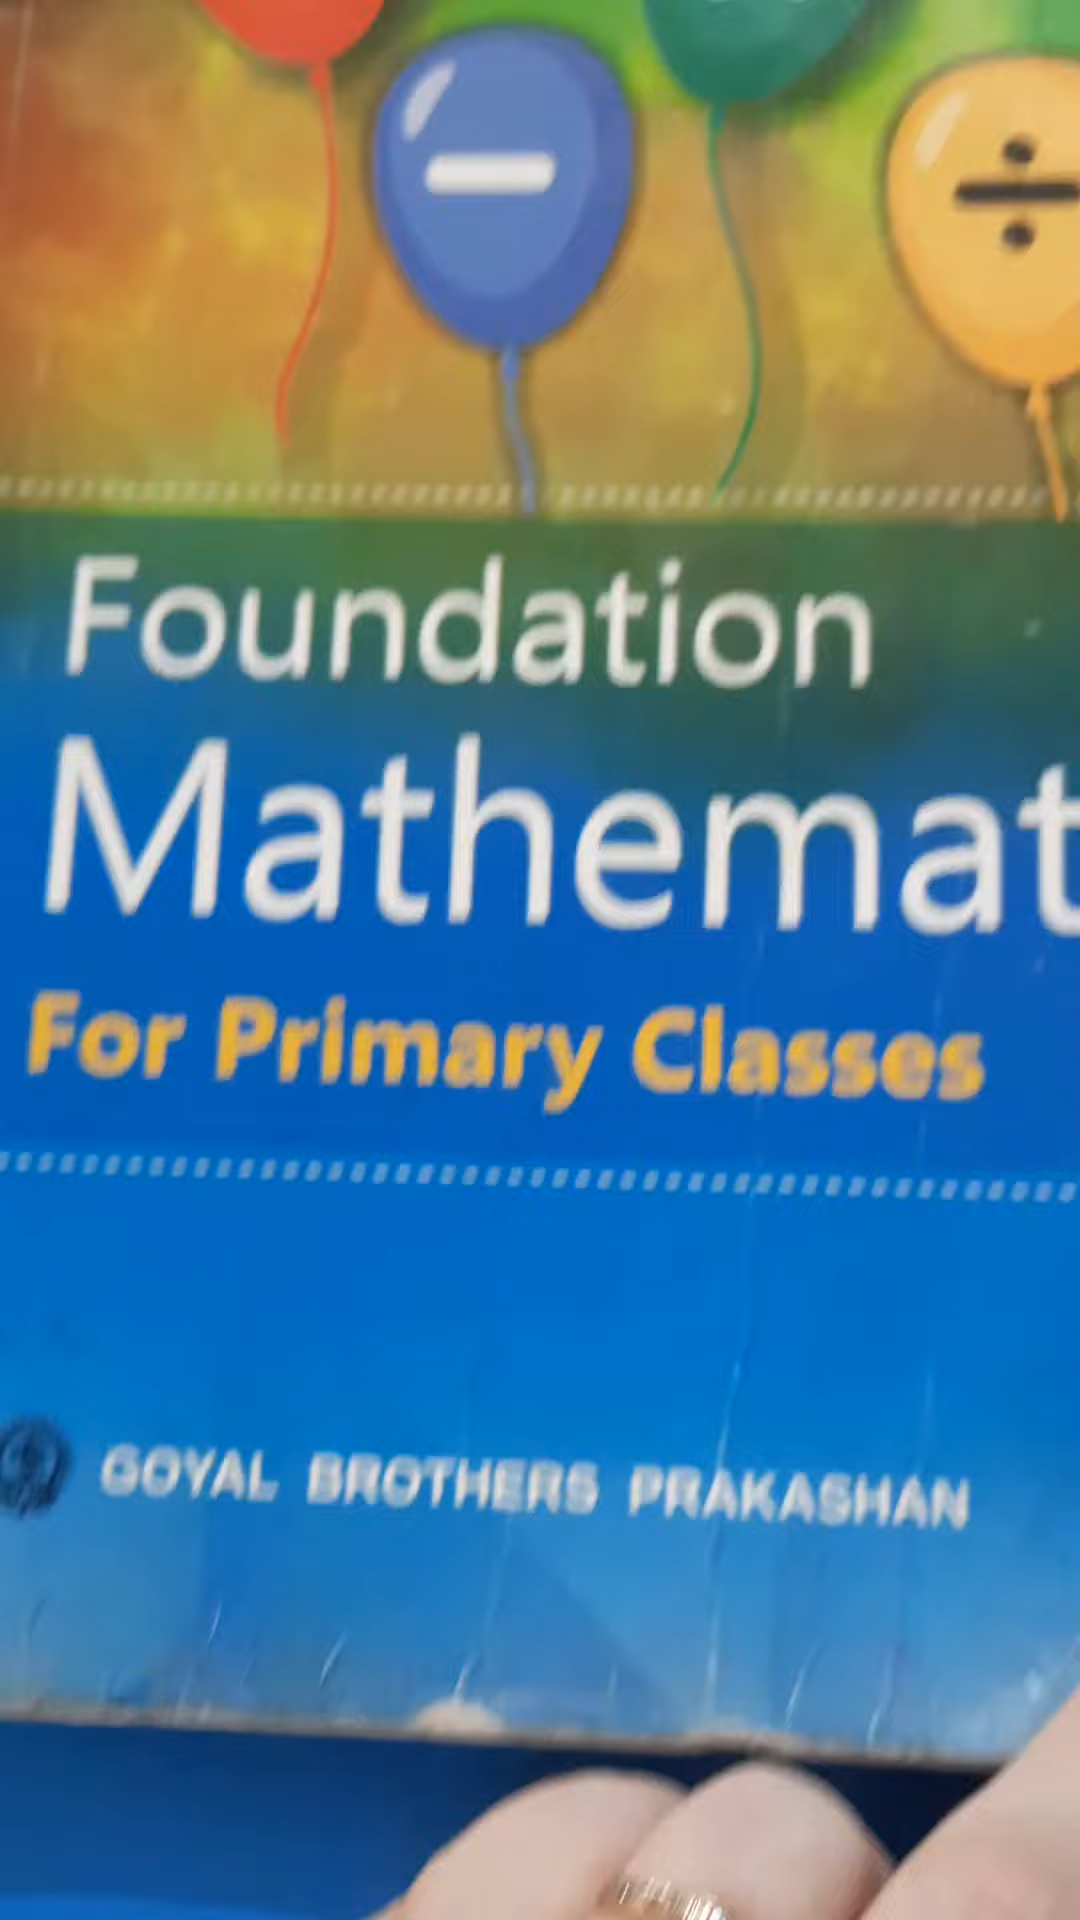 −
÷
Foundation
Mathemat
For Primary Classes
GOYAL BROTHERS PRAKASHAN